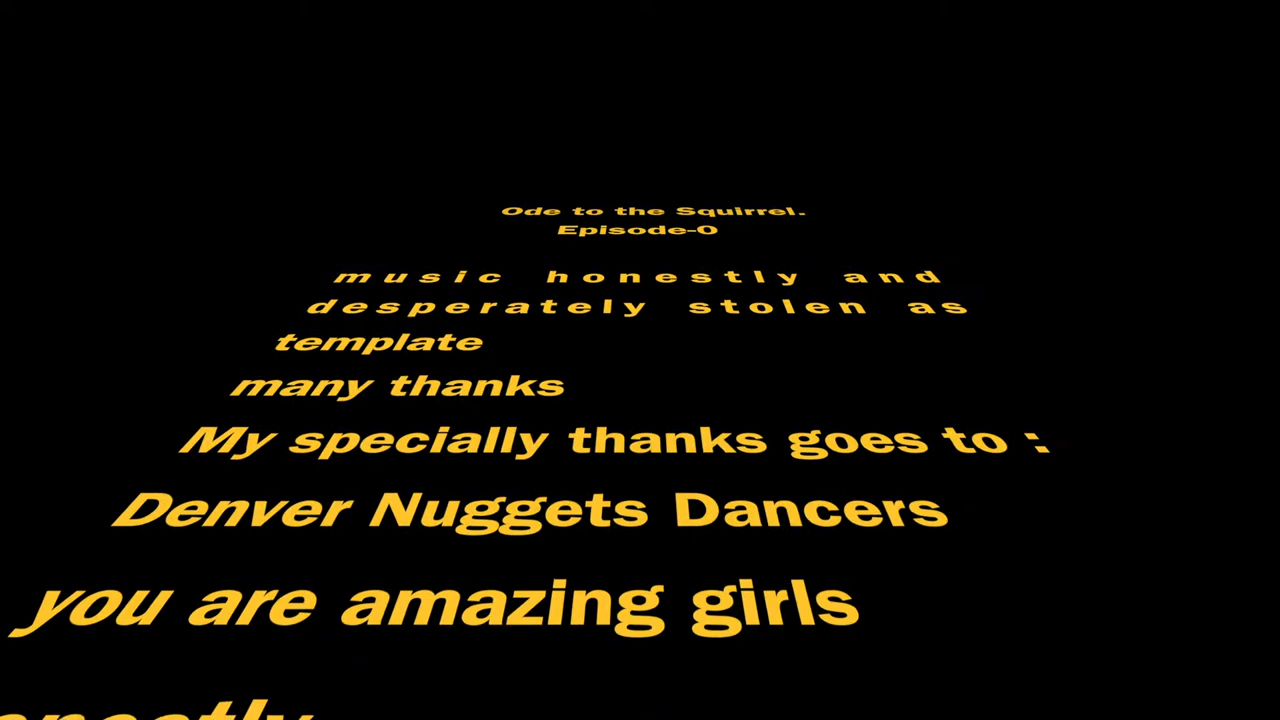 Ode to the Squirrel.
Episode-0
music honestly and
desperately stolen as
template
many thanks
My specially thanks goes to :
Denver Nuggets Dancers
you are amazing girls